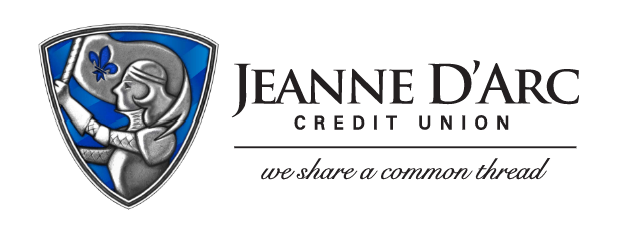 JEANNE D'ARC
CREDIT UNION
we share a common thread